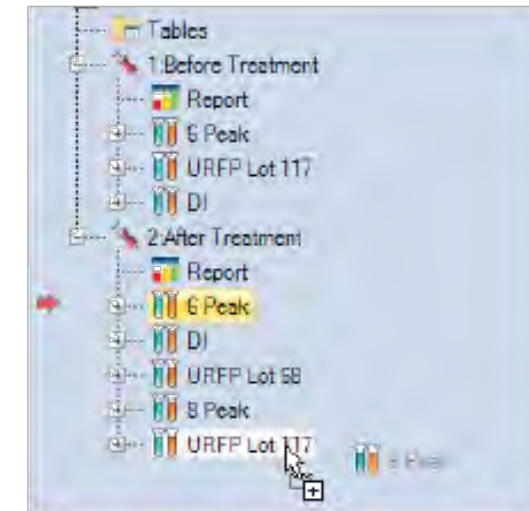 Tables
1:Before Treatment
Report
6 Peak
URFP Lot 117
DI
2:After Treatment
Report
6 Peak
DI
URFP Lot
8 Peak
URFP Lot 117
Peak